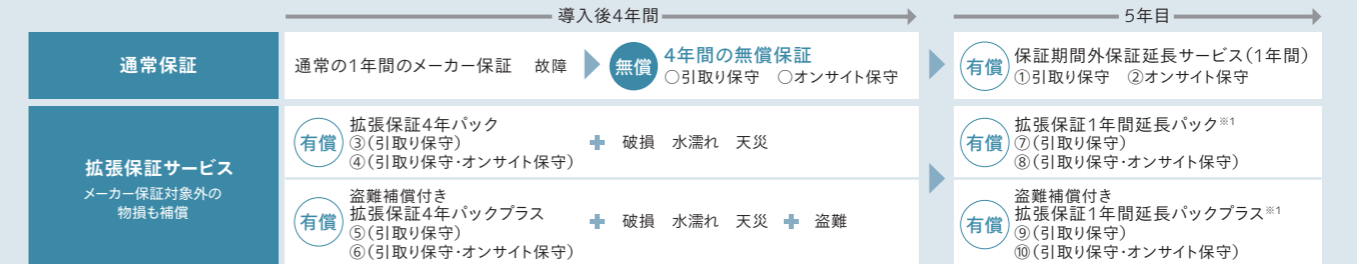 導入後4年間
5年目
通常保証
通常の1年間のメーカー保証 故障
無償
4年間の無償保証
○引取り保守 ○オンサイト保守
有償
保証期間外保証延長サービス(1年間)
①引取り保守 ②オンサイト保守
拡張保証サービス
メーカー保証対象外の
物損も補償
有償
拡張保証4年パック
③(引取り保守)
④(引取り保守・オンサイト保守)
+ 破損 水濡れ 天災
有償
拡張保証1年間延長パック※1
⑦(引取り保守)
⑧(引取り保守・オンサイト保守)
有償
盗難補償付き
拡張保証4年パックプラス
⑤(引取り保守)
⑥(引取り保守・オンサイト保守)
+ 破損 水濡れ 天災 + 盗難
有償
盗難補償付き
拡張保証1年間延長パックプラス※1
⑨(引取り保守)
⑩(引取り保守・オンサイト保守)